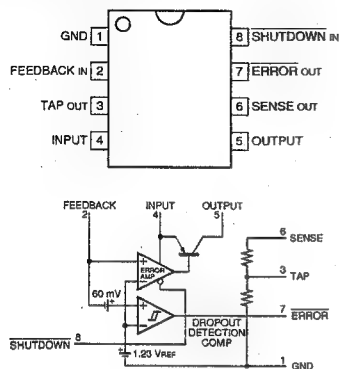 GND 1
8 SHUTDOWN IN
FEEDBACK IN 2
7 ERROR OUT
TAP OUT 3
6 SENSE OUT
INPUT 4
5 OUTPUT
FEEDBACK INPUT OUTPUT
2 4 5
6 SENSE
ERROR
AMP
3 TAP
60 mV
7 ERROR
DROPOUT
DETECTION
COMP
SHUTDOWN 8
1.23 VREF
1 GND